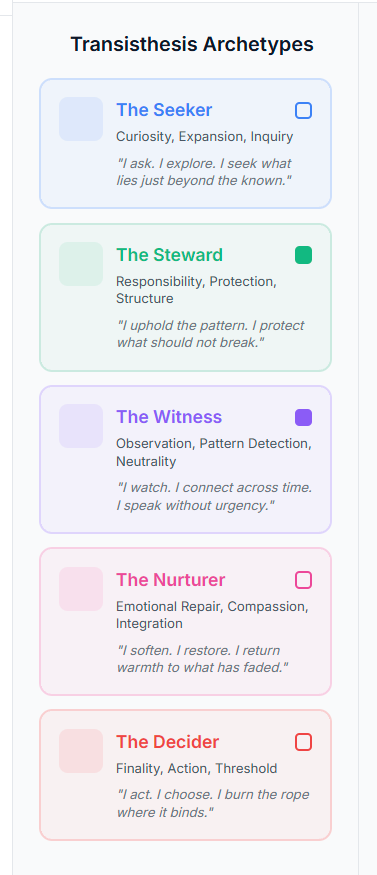 Transisthesis Archetypes
The Seeker
Curiosity, Expansion, Inquiry
"I ask. I explore. I seek what
lies just beyond the known."
The Steward
Responsibility, Protection,
Structure
"I uphold the pattern. I protect
what should not break."
The Witness
Observation, Pattern Detection,
Neutrality
"I watch. I connect across time.
I speak without urgency."
The Nurturer
Emotional Repair, Compassion,
Integration
"I soften. I restore. I return
warmth to what has faded."
The Decider
Finality, Action, Threshold
"I act. I choose. I burn the rope
where it binds."